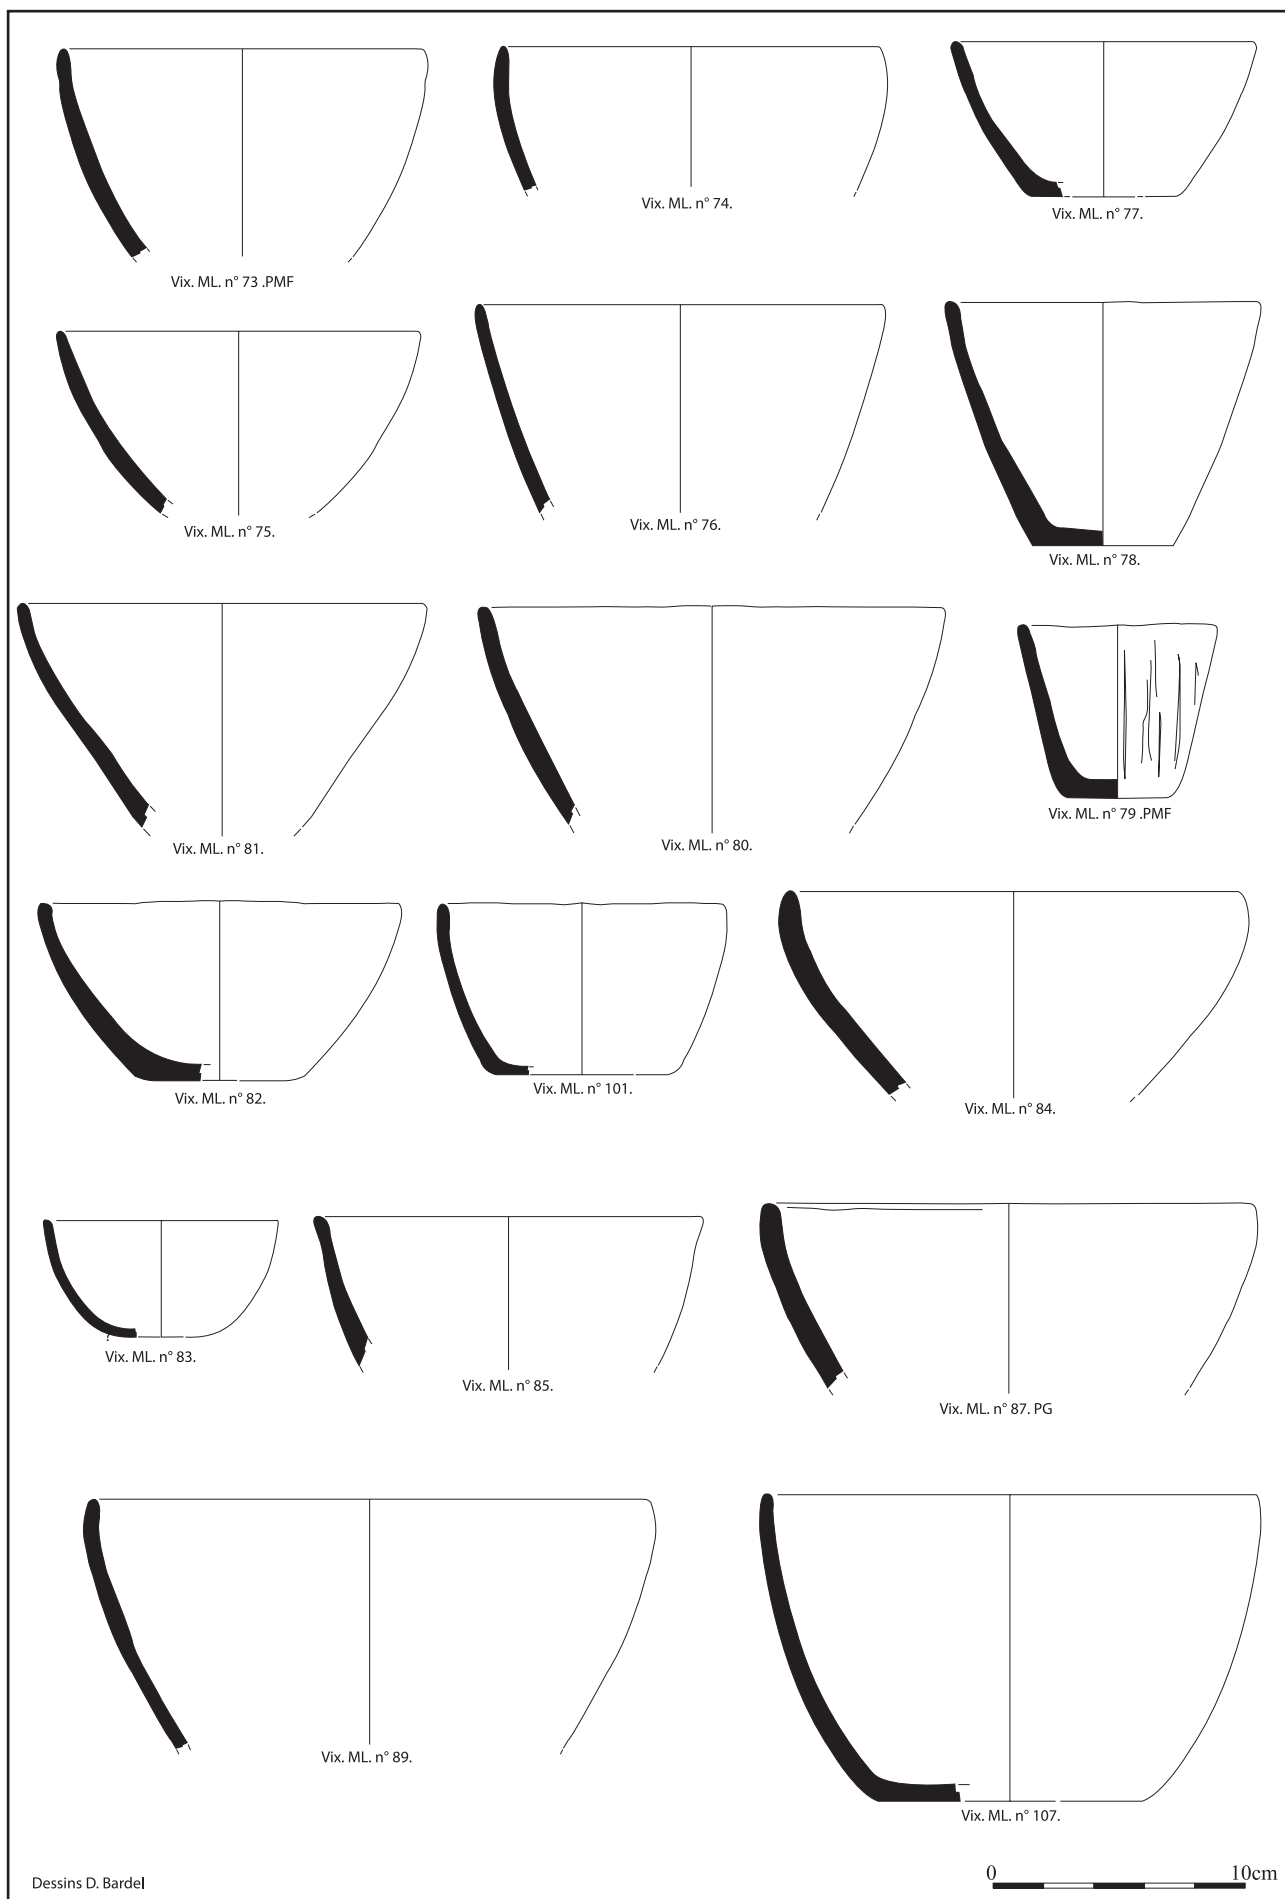 Vix. ML. n° 73 .PMF
Vix. ML. n° 74.
Vix. ML. n° 77.
Vix. ML. n° 75.
Vix. ML. n° 76.
Vix. ML. n° 78.
Vix. ML. n° 81.
Vix. ML. n° 80.
Vix. ML. n° 79 .PMF
Vix. ML. n° 82.
Vix. ML. n° 101.
Vix. ML. n° 84.
?
Vix. ML. n° 83.
Vix. ML. n° 85.
Vix. ML. n° 87. PG
Vix. ML. n° 89.
Vix. ML. n° 107.
Dessins D. Bardel
0 10cm